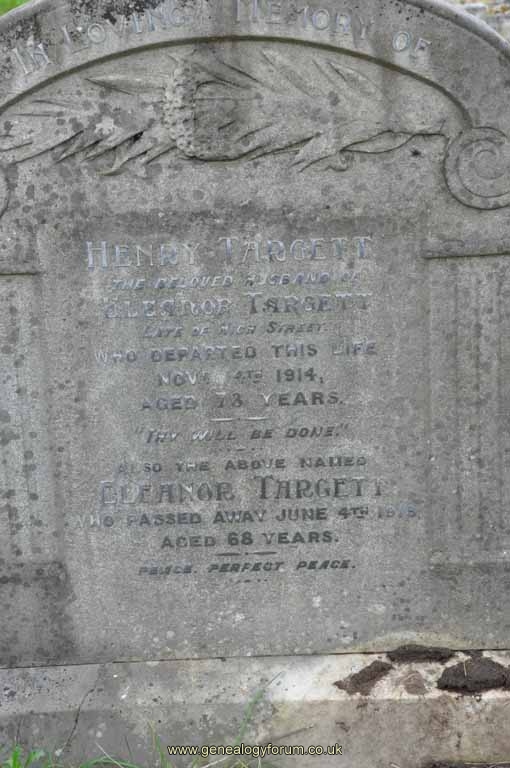 In Loving Memory of
Henry Targett
The beloved husband of
Eleanor Targett
Late of High Street.
Who departed this life
Nov 4th 1914,
Aged 73 years.
"Thy will be done."
Also the above named
Eleanor Targett
Who passed away June 4th
Aged 68 years.
Peace. Perfect Peace.
www.genealogyforum.co.uk